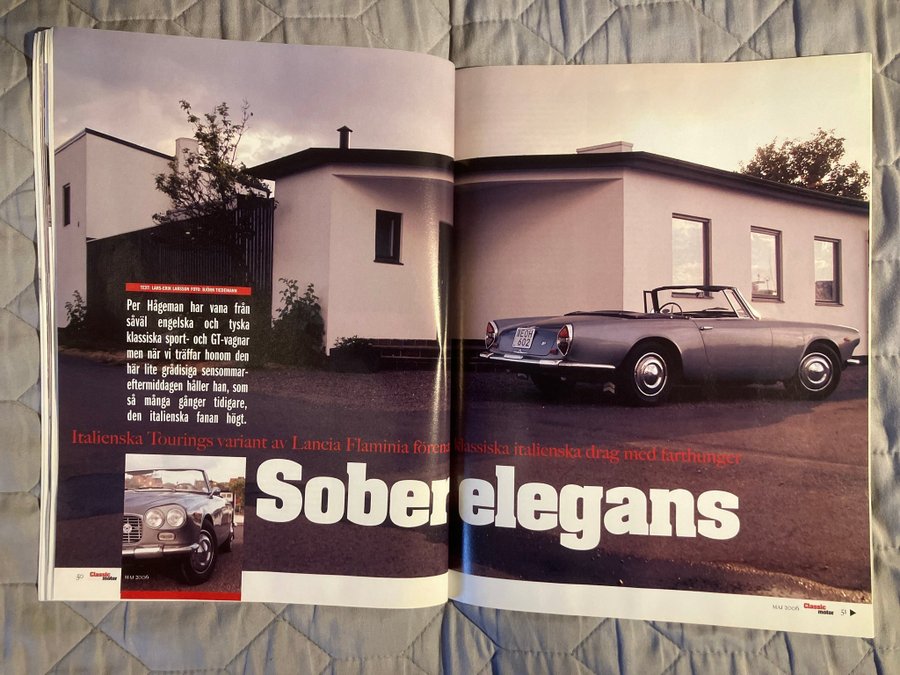 TEXT: LARS-ERIK LARSSON FOTO: BJÖRN TIEDEMANN
Per Hågeman har vana från
såväl engelska och tyska
klassiska sport- och GT-vagnar
men när vi träffar honom den
här lite grådisiga sensommar-
eftermiddagen håller han, som
så många gånger tidigare,
den italienska fanan högt.
Italienska Tourings variant av Lancia Flaminia förenar klassiska italienska drag med farthunger
Sober elegans
50 Classic motor MAJ 2006
MAJ 2006 Classic motor 51
602